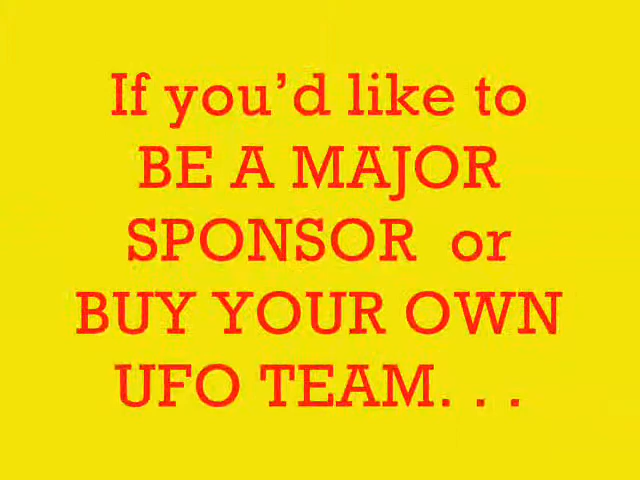 If you’d like to
BE A MAJOR
SPONSOR or
BUY YOUR OWN
UFO TEAM. . .